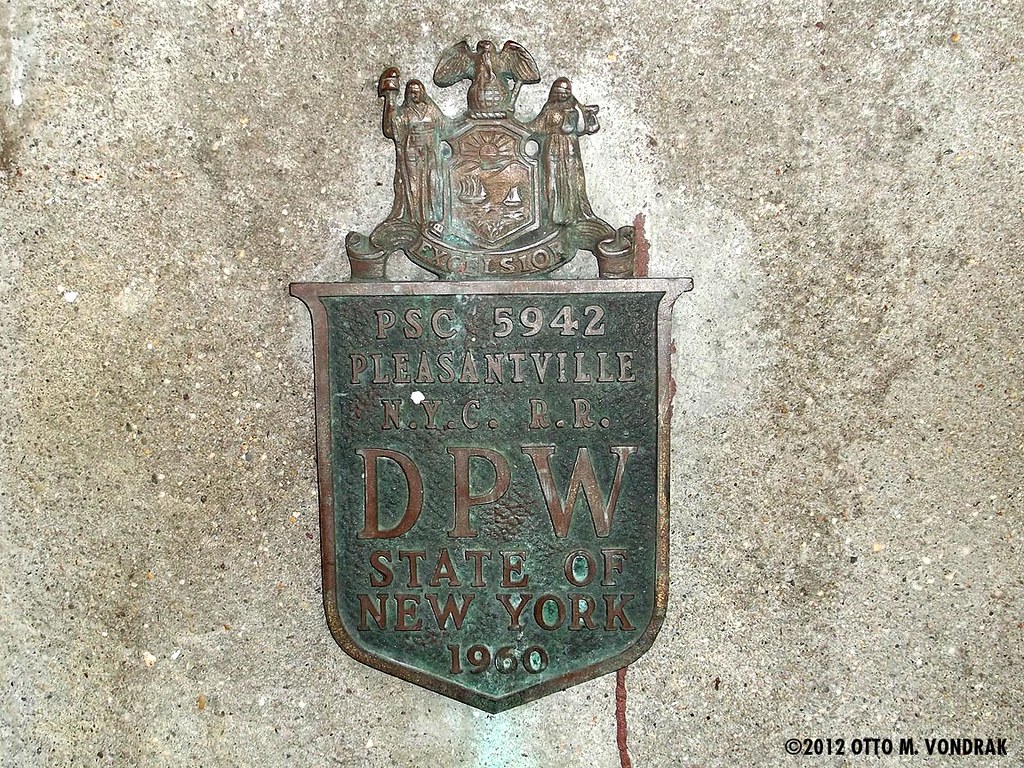 EXCELSIOR
PSC 5942
PLEASANTVILLE
N.Y.C. R.R.
DPW
STATE OF
NEW YORK
1960
©2012 OTTO M. VONDRAK